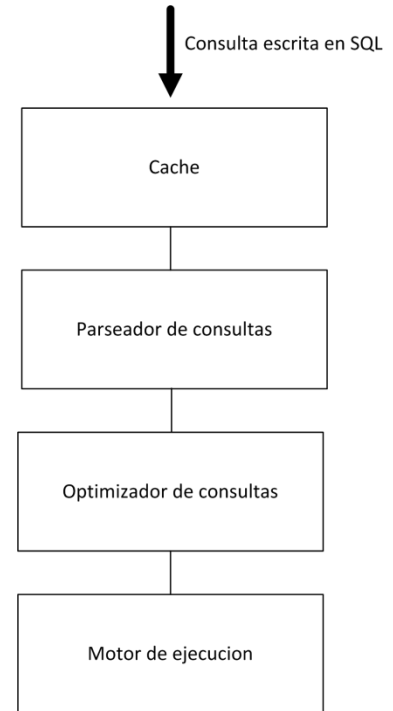 Consulta escrita en SQL
Cache
Parseador de consultas
Optimizador de consultas
Motor de ejecucion